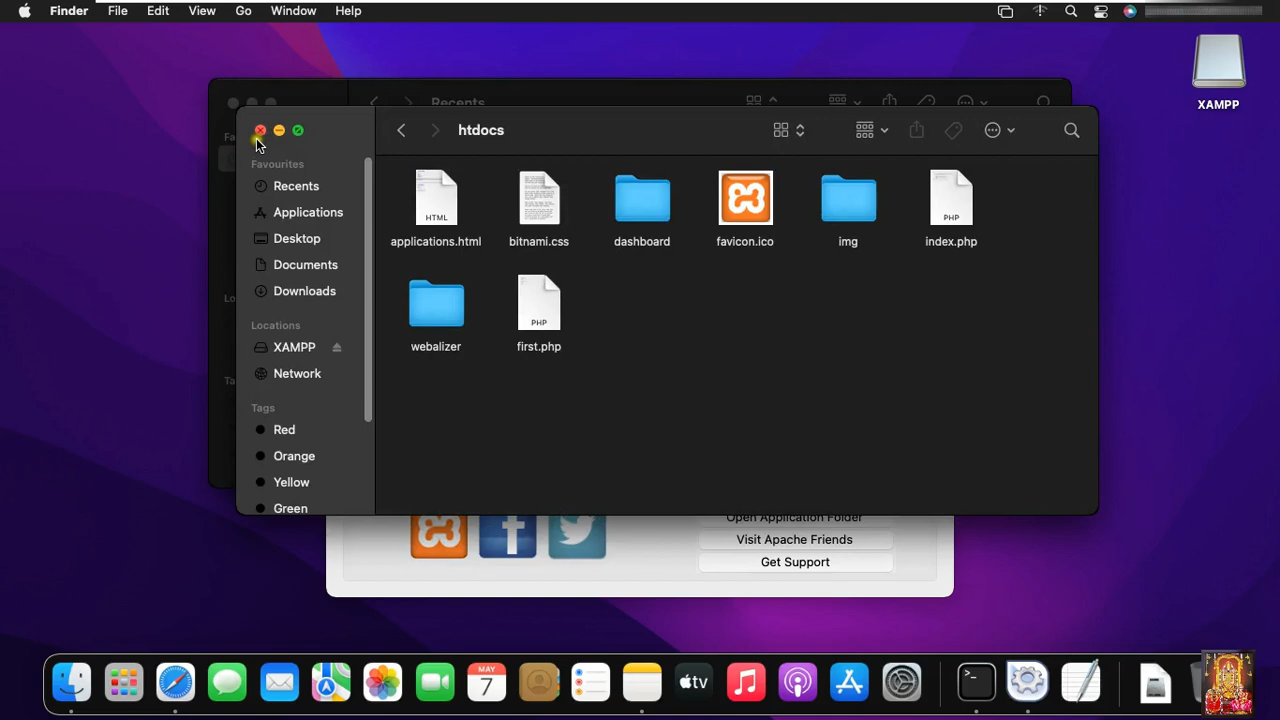 Finder File Edit View Go Window Help
XAMPP
Recents
htdocs
Favourites
Recents
Applications
Desktop
Documents
Downloads
Locations
XAMPP
Network
Tags
Red
Orange
Yellow
Green
HTML
PHP
applications.html bitnami.css dashboard favicon.ico img index.php
PHP
webalizer first.php
Open Application Folder
Visit Apache Friends
Get Support
MAY
7
tv